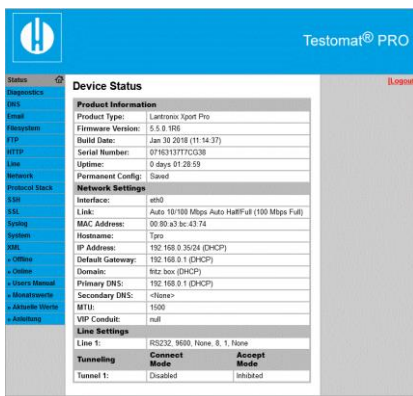 Testomat® PRO
[Logout
Status
Diagnostics
DNS
Email
Filesystem
FTP
HTTP
Line
Network
Protocol Stack
SSH
SSL
Syslog
System
XML
» Offline
» Online
» Users Manual
» Monatswerte
» Aktuelle Werte
» Anleitung
Device Status
Product Information
Product Type: Lantronix Xport Pro
Firmware Version: 5.5.0.1R6
Build Date: Jan 30 2018 (11:14:37)
Serial Number: 07163137T7CG38
Uptime: 0 days 01:28:59
Permanent Config: Saved
Network Settings
Interface: eth0
Link: Auto 10/100 Mbps Auto Half/Full (100 Mbps Full)
MAC Address: 00:80:a3:bc:43:74
Hostname: Tpro
IP Address: 192.168.0.35/24 (DHCP)
Default Gateway: 192.168.0.1 (DHCP)
Domain: fritz.box (DHCP)
Primary DNS: 192.168.0.1 (DHCP)
Secondary DNS: <None>
MTU: 1500
VIP Conduit: null
Line Settings
Line 1: RS232, 9600, None, 8, 1, None
Tunneling Connect Mode Accept Mode
Tunnel 1: Disabled Inhibited